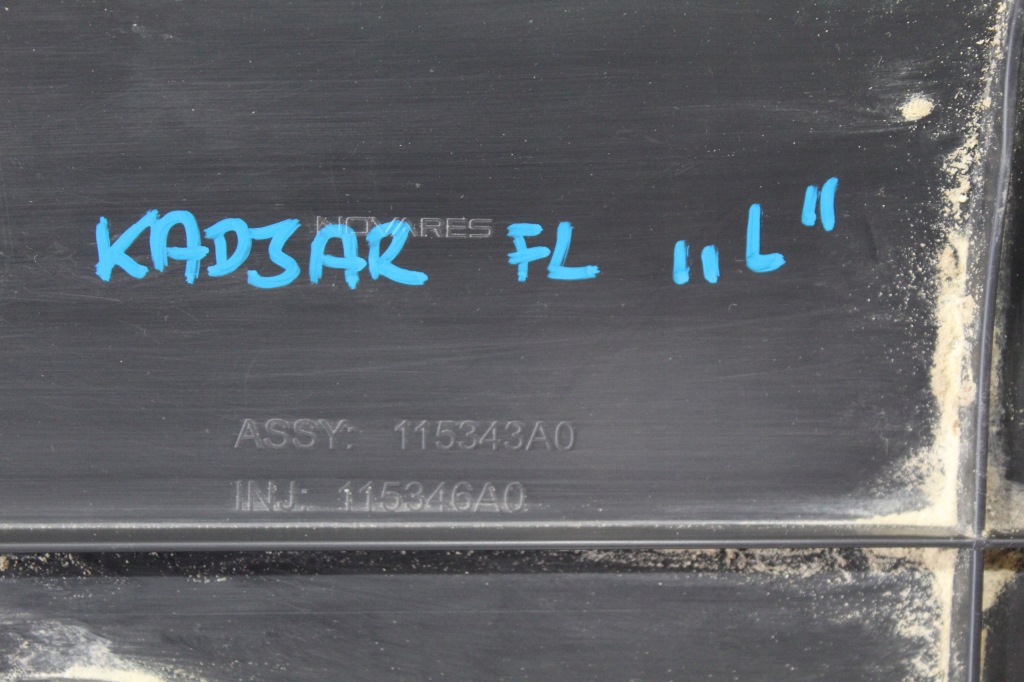 NOVARES
KADJAR FL „L”
ASSY: 115343A0
INJ: 115346A0